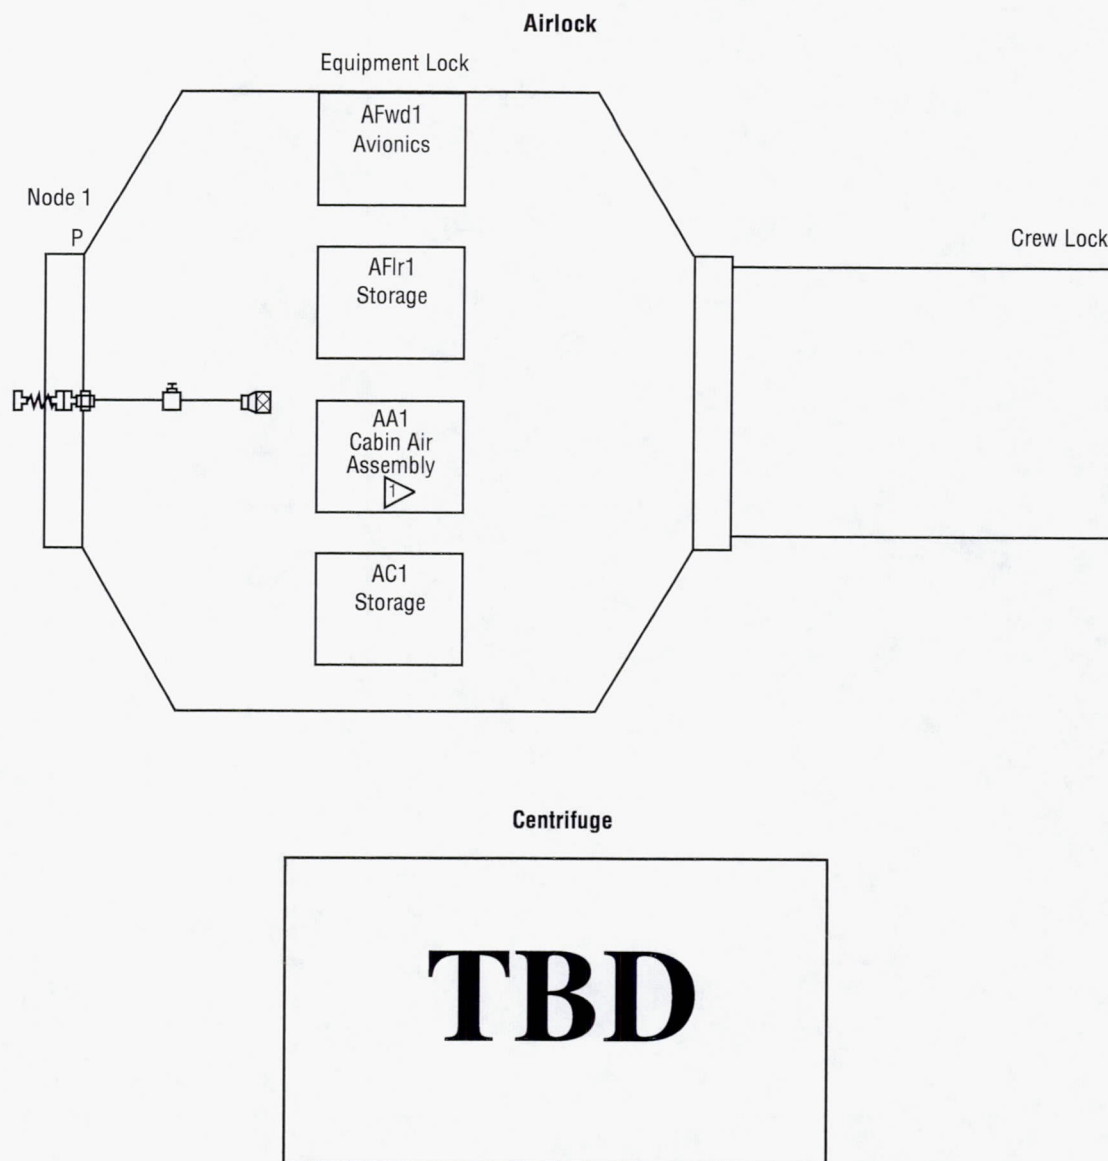 Airlock
Equipment Lock
AFwd1
Avionics
Node 1
P
AFlr1
Storage
Crew Lock
AA1
Cabin Air
Assembly
1
AC1
Storage
Centrifuge
TBD